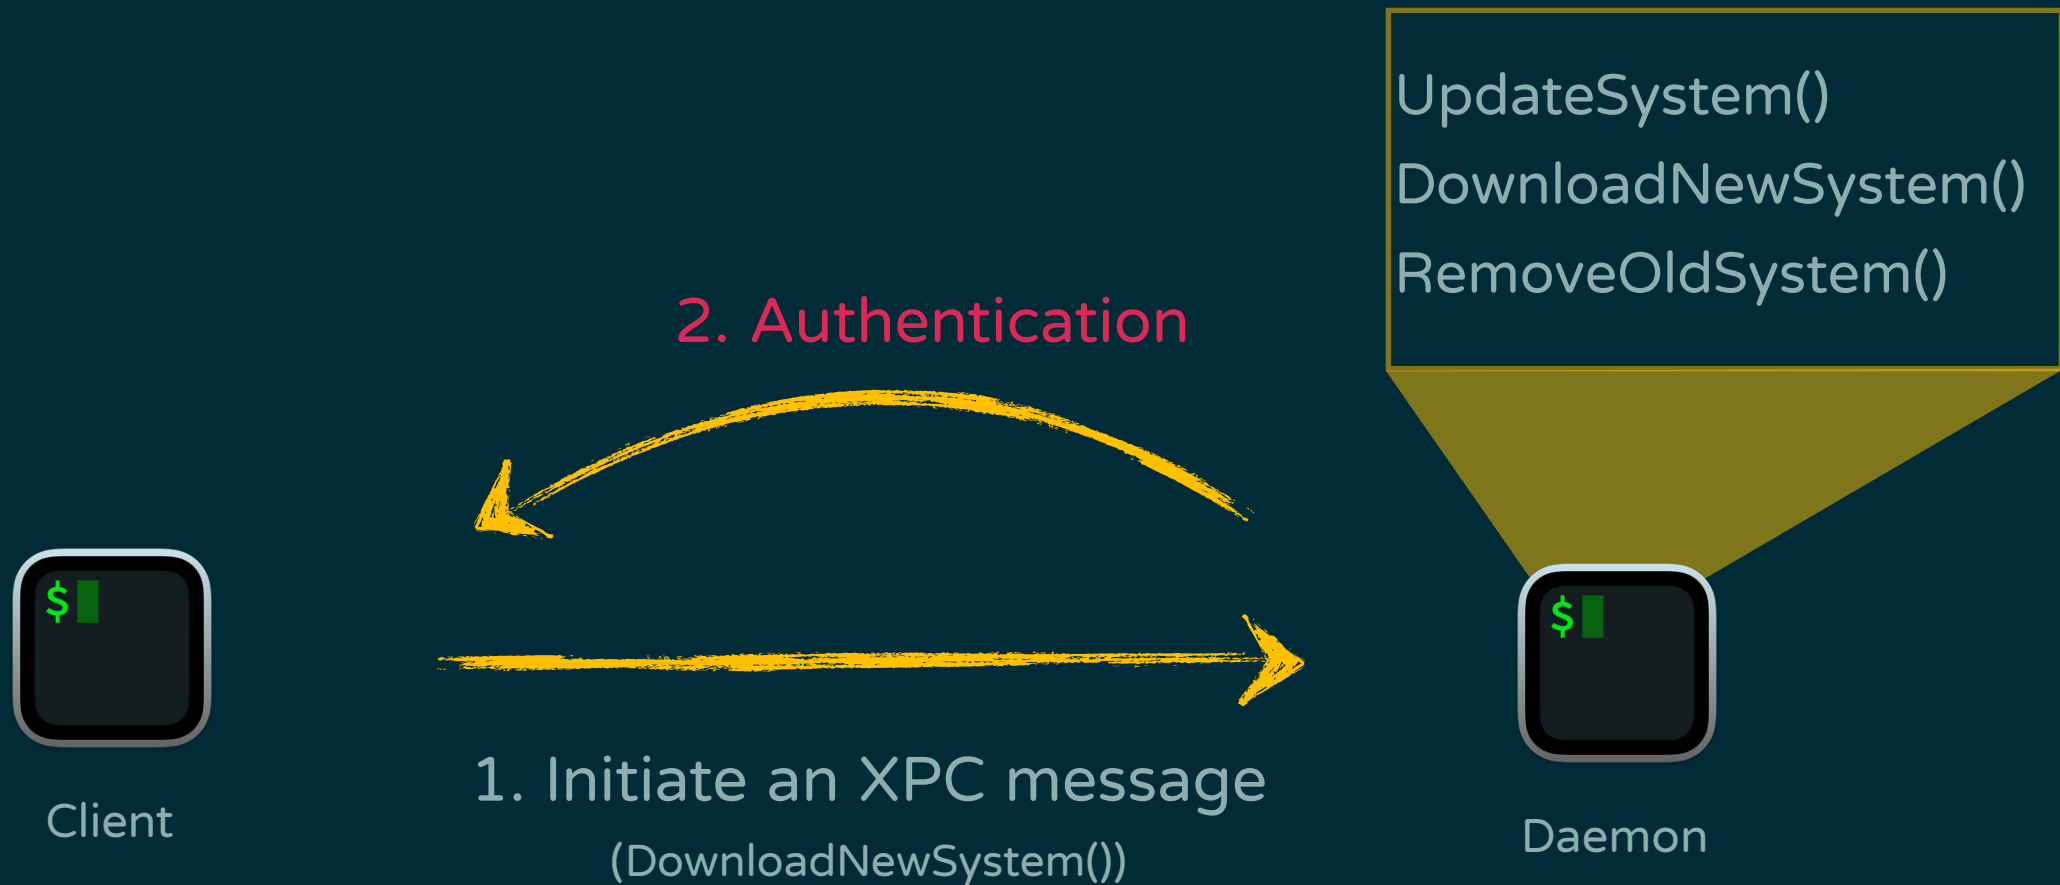 UpdateSystem()
DownloadNewSystem()
RemoveOldSystem()
2. Authentication
$
$
1. Initiate an XPC message
(DownloadNewSystem())
Client
Daemon